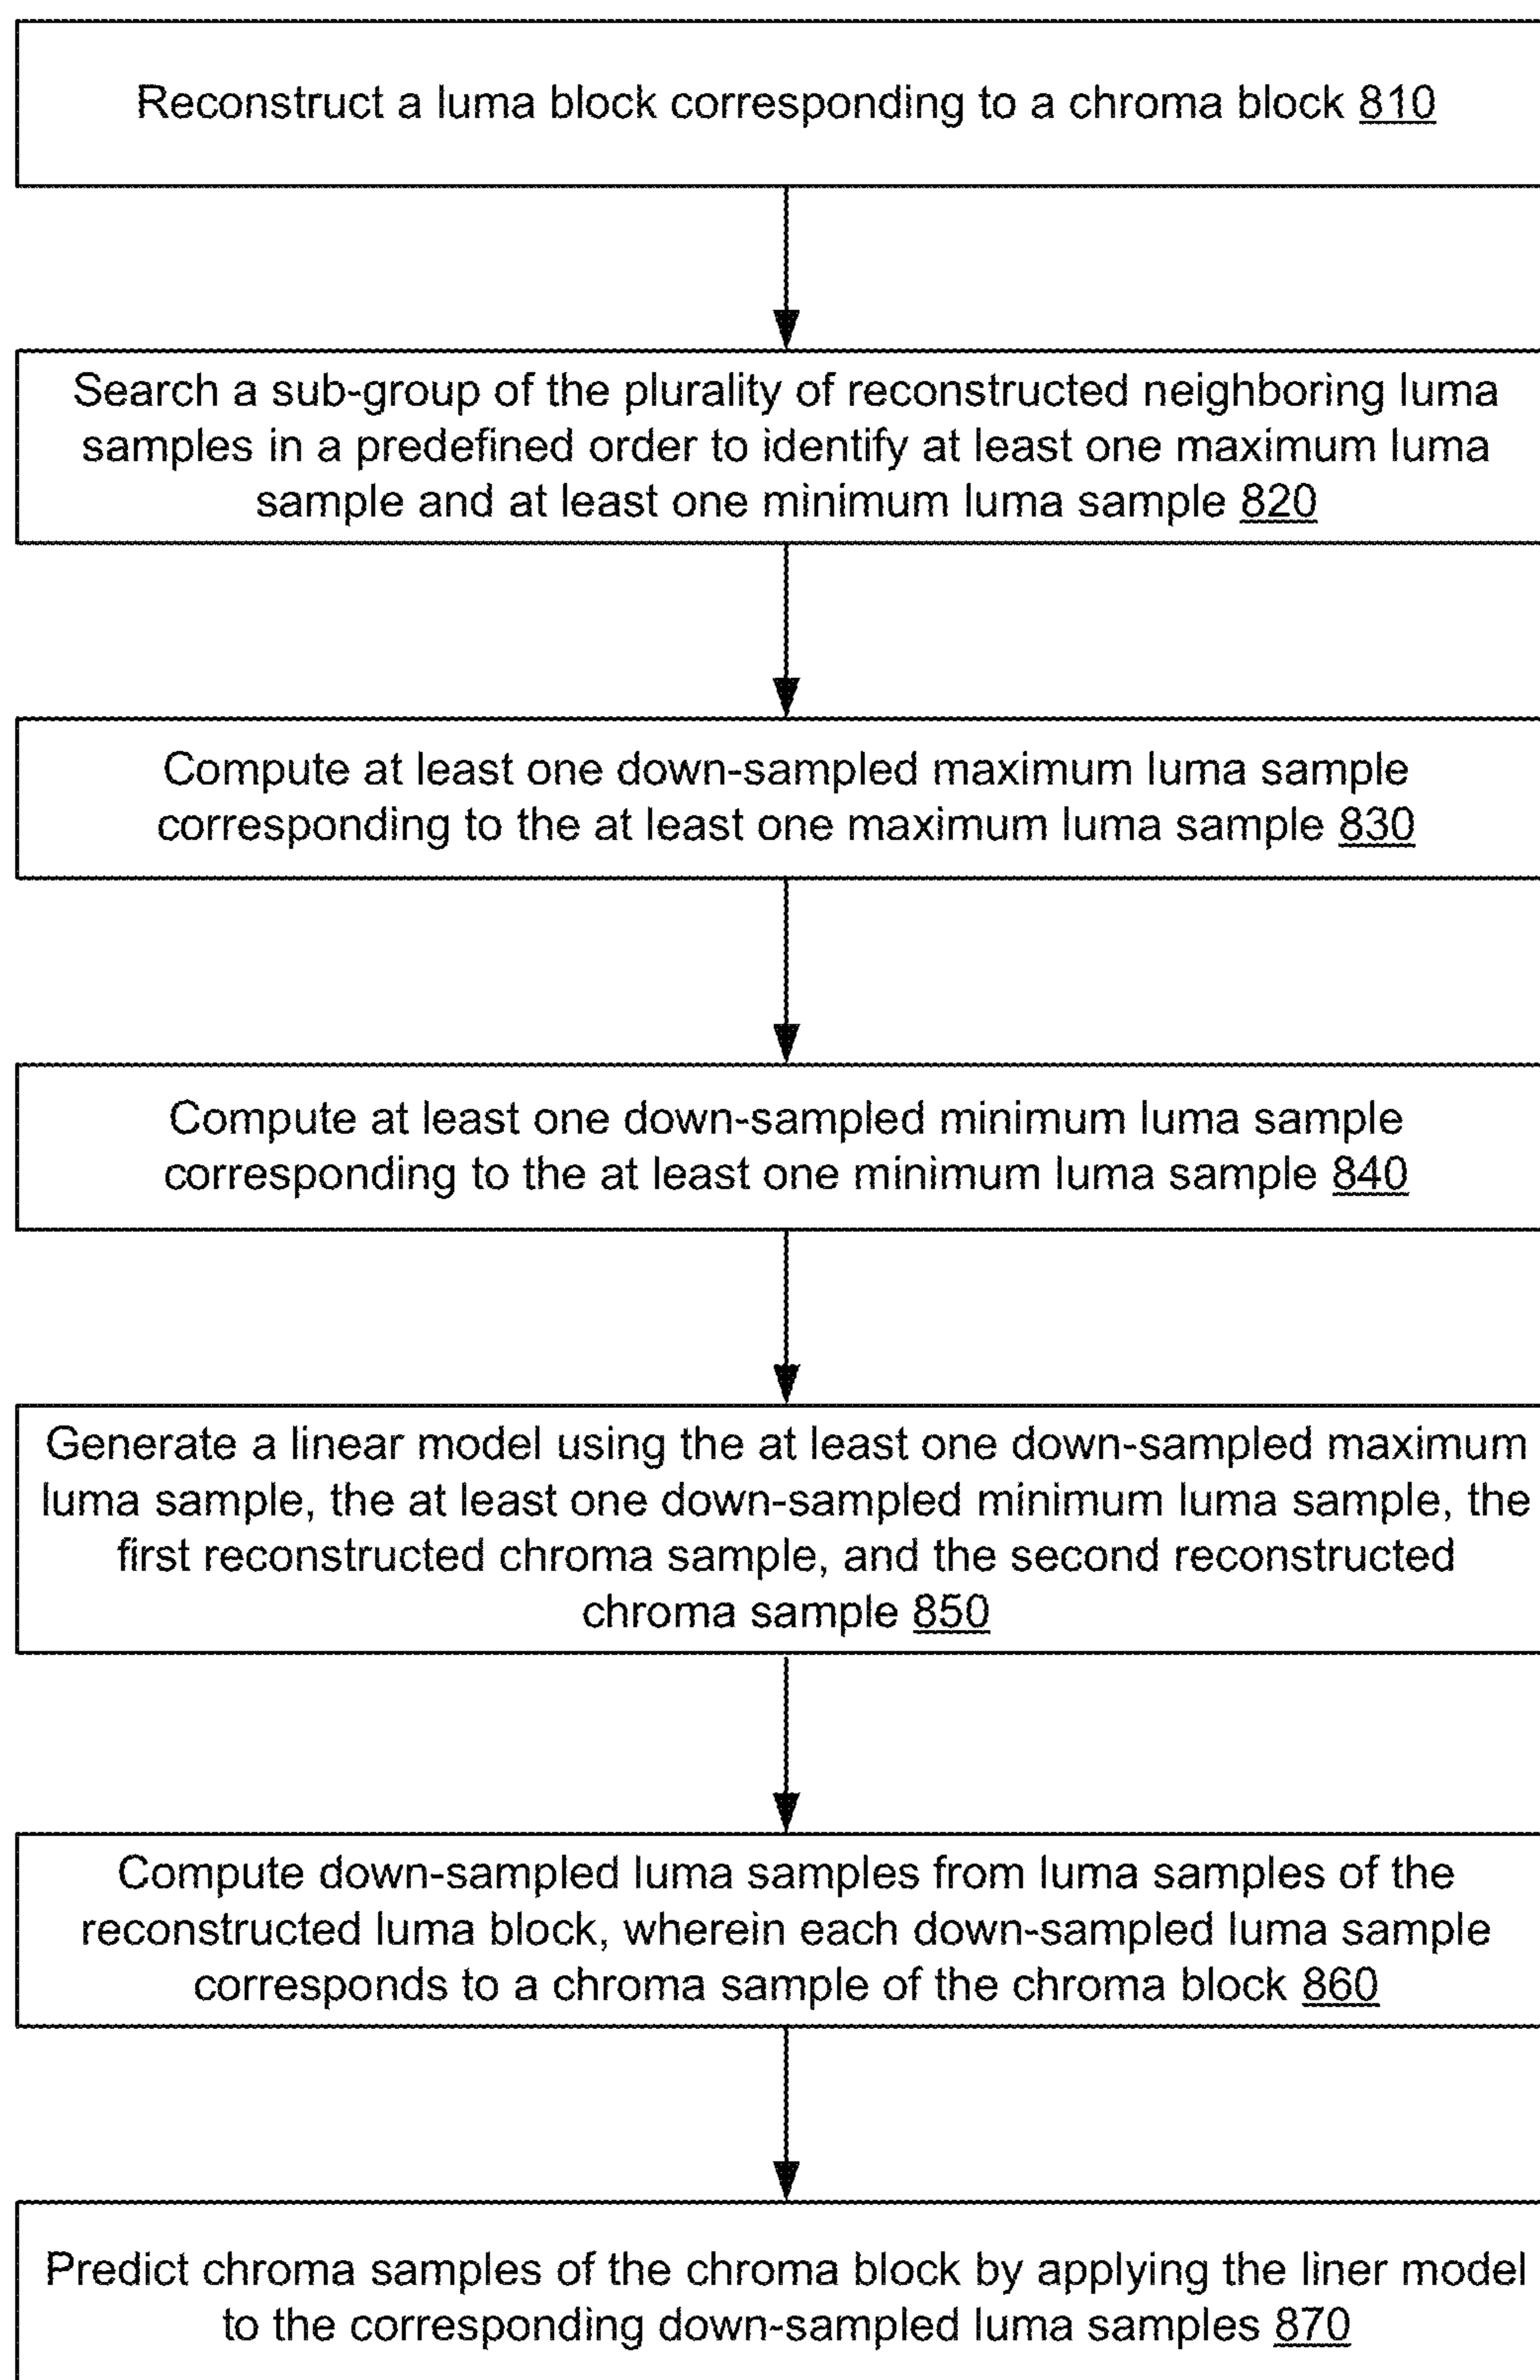 Reconstruct a luma block corresponding to a chroma block 810
Search a sub-group of the plurality of reconstructed neighboring luma
samples in a predefined order to identify at least one maximum luma
sample and at least one minimum luma sample 820
Compute at least one down-sampled maximum luma sample
corresponding to the at least one maximum luma sample 830
Compute at least one down-sampled minimum luma sample
corresponding to the at least one minimum luma sample 840
Generate a linear model using the at least one down-sampled maximum
luma sample, the at least one down-sampled minimum luma sample, the
first reconstructed chroma sample, and the second reconstructed
chroma sample 850
Compute down-sampled luma samples from luma samples of the
reconstructed luma block, wherein each down-sampled luma sample
corresponds to a chroma sample of the chroma block 860
Predict chroma samples of the chroma block by applying the liner model
to the corresponding down-sampled luma samples 870